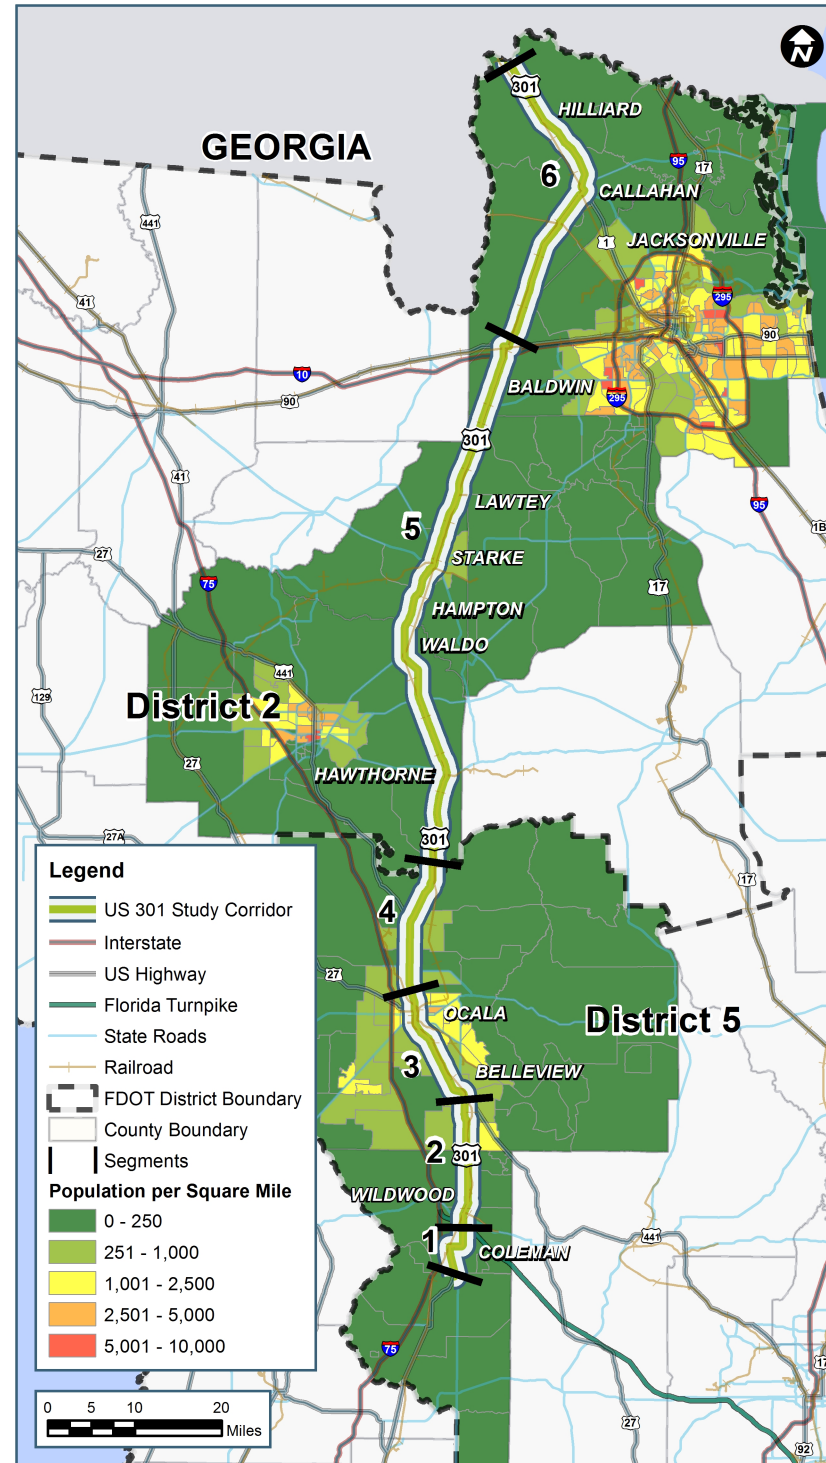 N
301
HILLIARD
GEORGIA
95
17
6
CALLAHAN
441
1
JACKSONVILLE
41
295
90
10
BALDWIN
90
295
301
41
LAWTEY
95
5
1B
27
STARKE
75
17
HAMPTON
WALDO
441
129
District 2
27
HAWTHORNE
27A
301
17
Legend
US 301 Study Corridor
Interstate
US Highway
Florida Turnpike
State Roads
Railroad
FDOT District Boundary
County Boundary
Segments
Population per Square Mile
0 - 250
251 - 1,000
1,001 - 2,500
2,501 - 5,000
5,001 - 10,000
4
27
OCALA
District 5
3
BELLEVIEW
2
301
WILDWOOD
1
441
COLEMAN
75
17
0 5 10 20
Miles
27
92